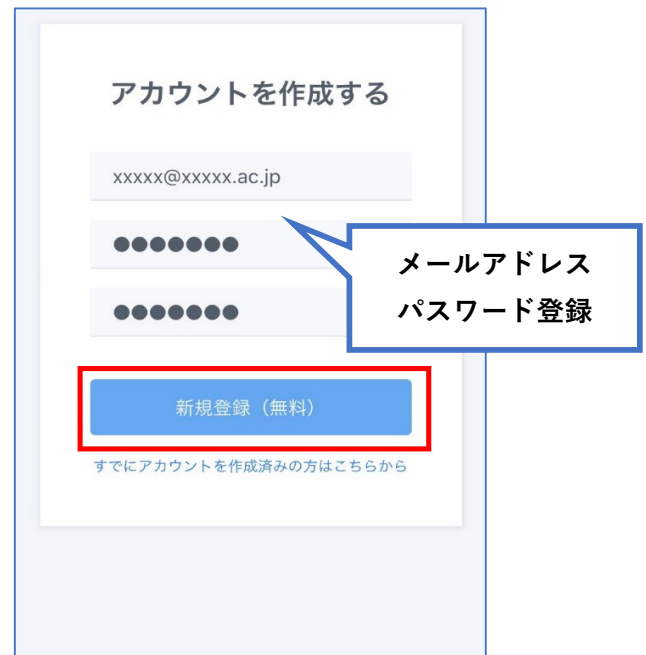 アカウントを作成する
xxxxx@xxxxx.ac.jp
●●●●●●●
メールアドレス
パスワード登録
●●●●●●●
新規登録（無料）
すでにアカウントを作成済みの方はこちらから